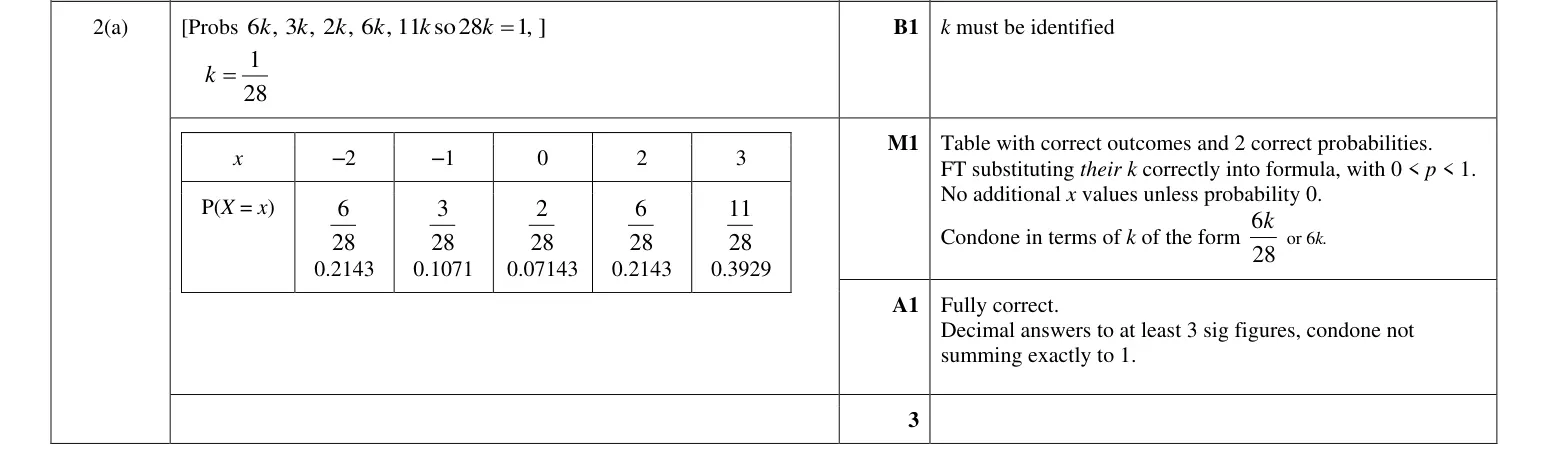 2(a)
[Probs 6k, 3k, 2k, 6k, 11k so 28k = 1, ]
k = 1/28
B1
k must be identified
x −2 −1 0 2 3
P(X = x) 6/28 3/28 2/28 6/28 11/28
0.2143 0.1071 0.07143 0.2143 0.3929
M1
Table with correct outcomes and 2 correct probabilities.
FT substituting their k correctly into formula, with 0 < p < 1.
No additional x values unless probability 0.
Condone in terms of k of the form 6k/28 or 6k.
A1
Fully correct.
Decimal answers to at least 3 sig figures, condone not
summing exactly to 1.
3